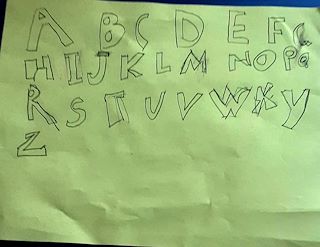 A B C D E F G
H I J K L M N O P Q
R S T U V W X Y
Z